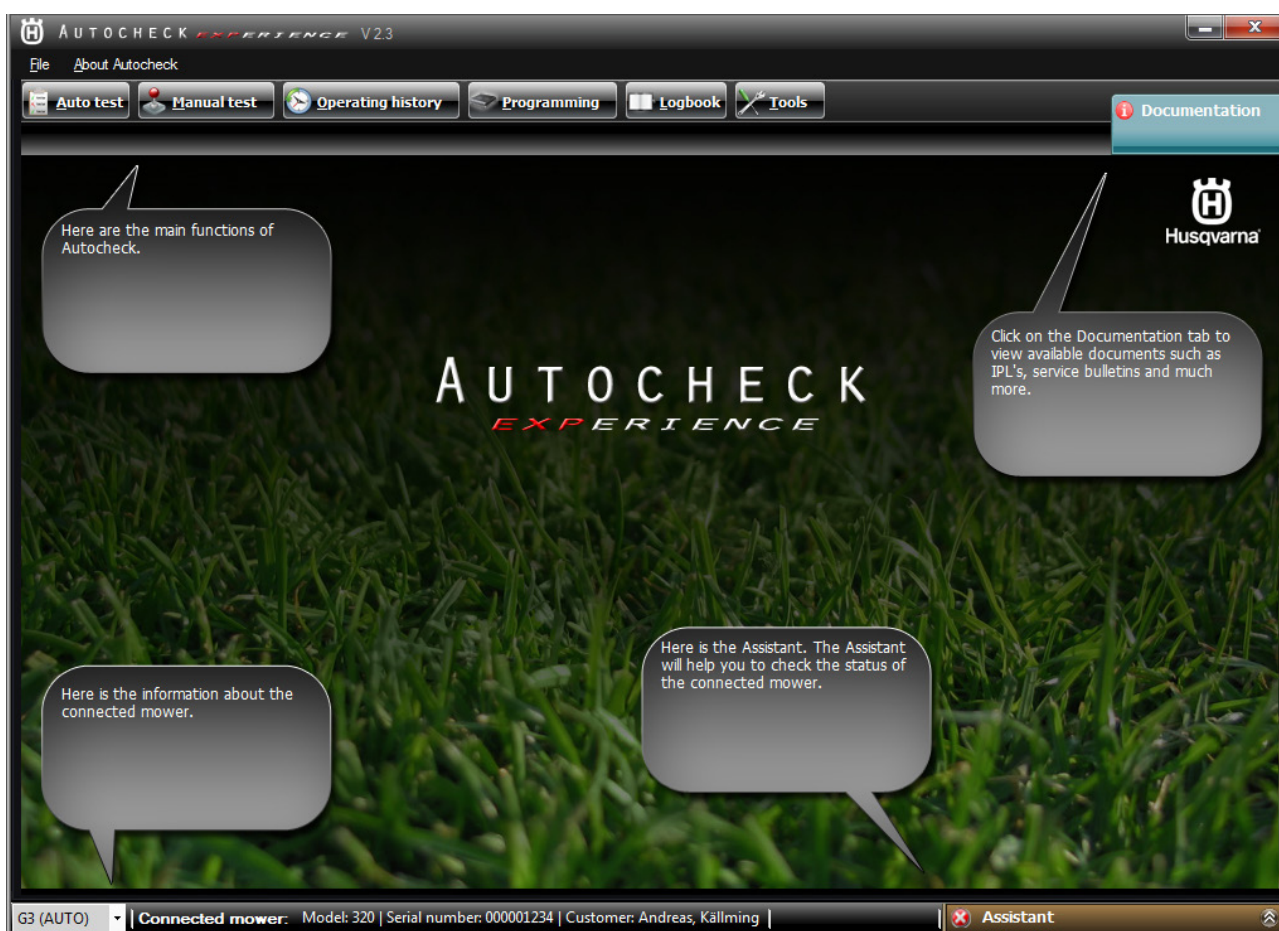 AUTOCHECK EXPERIENCE V 2.3
File About Autocheck
Auto test Manual test Operating history Programming Logbook Tools
Documentation
Husqvarna
Here are the main functions of
Autocheck.
Click on the Documentation tab to
view available documents such as
IPL's, service bulletins and much
more.
AUTOCHECK
EXPERIENCE
Here is the Assistant. The Assistant
will help you to check the status of
the connected mower.
Here is the information about the
connected mower.
G3 (AUTO) Connected mower: Model: 320 | Serial number: 000001234 | Customer: Andreas, Källming | Assistant